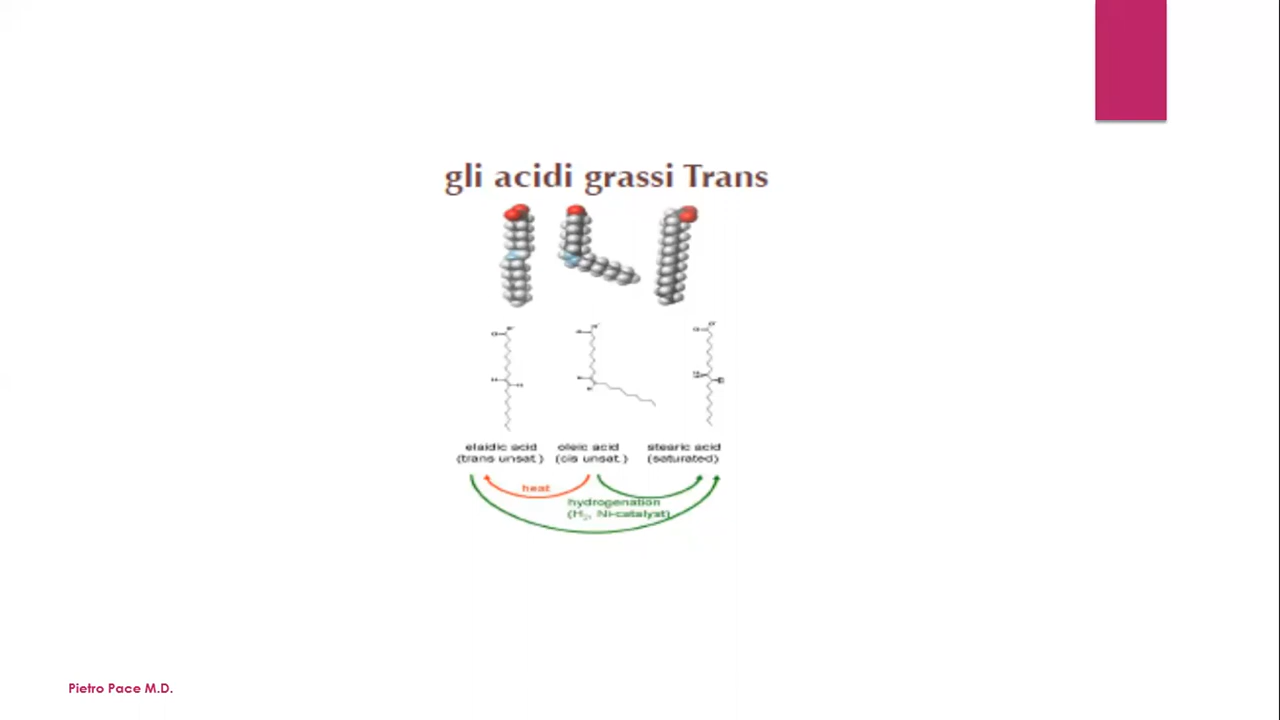 gli acidi grassi Trans
elaidic acid
(trans unsat.)
oleic acid
(cis unsat.)
stearic acid
(saturated)
heat
hydrogenation
(H₂, Ni-catalyst)
Pietro Pace M.D.